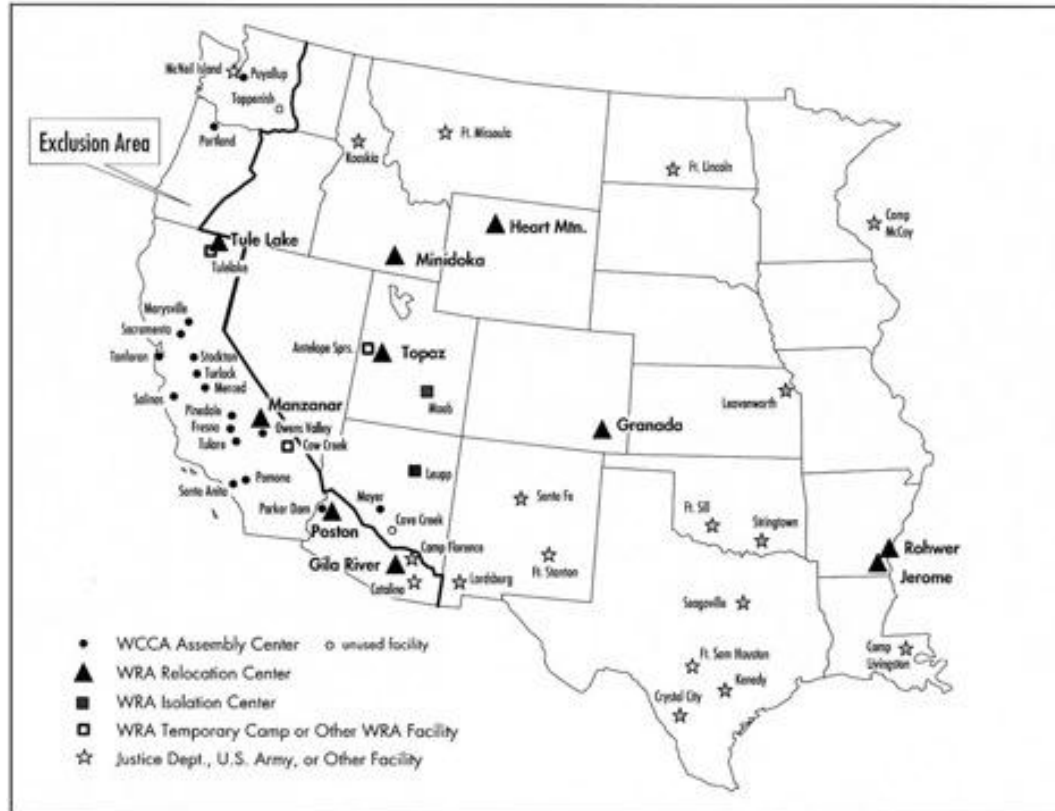 McNeil Island
Puyallup
Toppenish
Portland
Exclusion Area
Kooskia
Ft. Missoula
Ft. Lincoln
Camp
McCoy
Heart Mtn.
Tule Lake
Tulelake
Minidoka
Marysville
Sacramento
Tanforan
Stockton
Turlock
Merced
Salinas
Pinedale
Fresno
Tulare
Manzanar
Owens Valley
Cow Creek
Antelope Sprs.
Topaz
Moab
Leavenworth
Granada
Leupp
Pomona
Santa Anita
Parker Dam
Mayer
Poston
Cave Creek
Santa Fe
Ft. Sill
Stringtown
Camp Florence
Gila River
Catalina
Lordsburg
Ft. Stanton
Rohwer
Jerome
Seagoville
Ft. Sam Houston
Kenedy
Crystal City
Camp
Livingston
WCCA Assembly Center
unused facility
WRA Relocation Center
WRA Isolation Center
WRA Temporary Camp or Other WRA Facility
Justice Dept., U.S. Army, or Other Facility